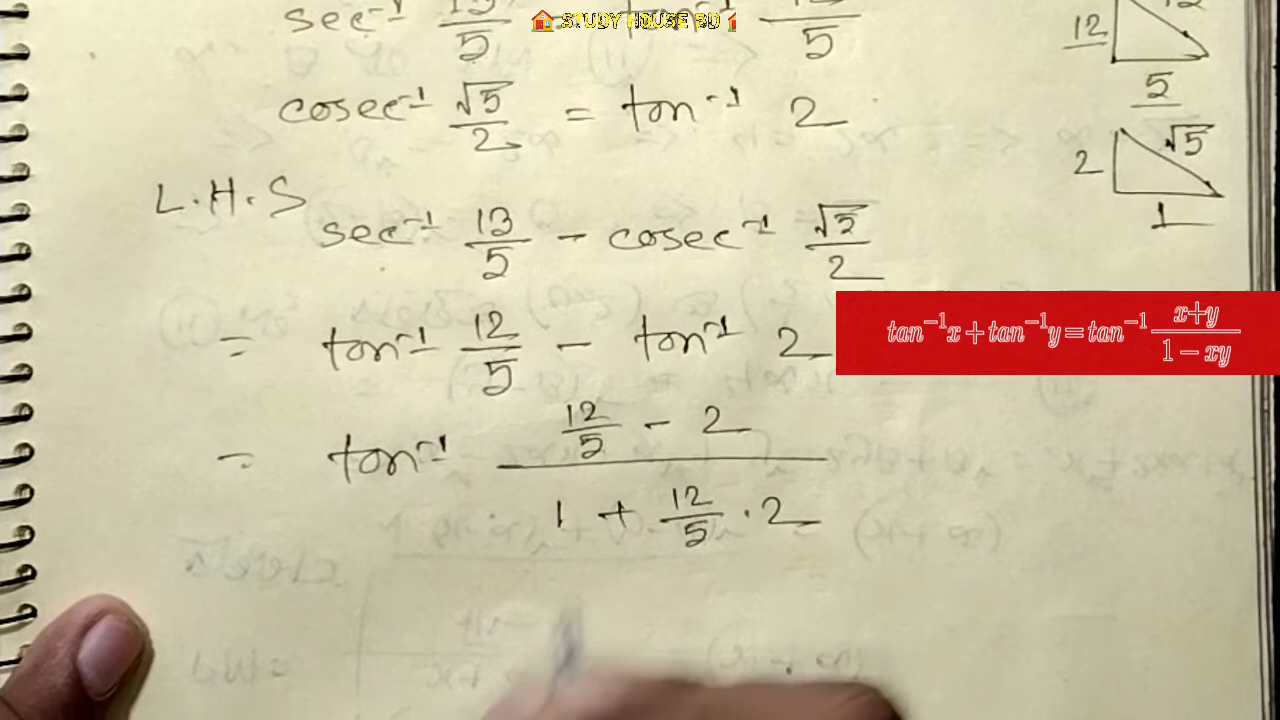 STUDY HOUSE BD
sec⁻¹ 13/5 = tan⁻¹ 12/5
12
5
cosec⁻¹ √5/2 = tan⁻¹ 2
2 √5
1
L.H.S
sec⁻¹ 13/5 - cosec⁻¹ √5/2
= tan⁻¹ 12/5 - tan⁻¹ 2
tan⁻¹x + tan⁻¹y = tan⁻¹ (x+y)/(1-xy)
= tan⁻¹ (12/5 - 2)/(1 + 12/5 · 2)